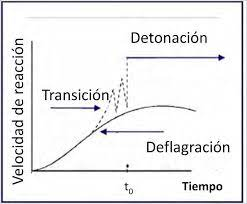 Detonación
Velocidad de reacción
Transición
Deflagración
t₀
Tiempo